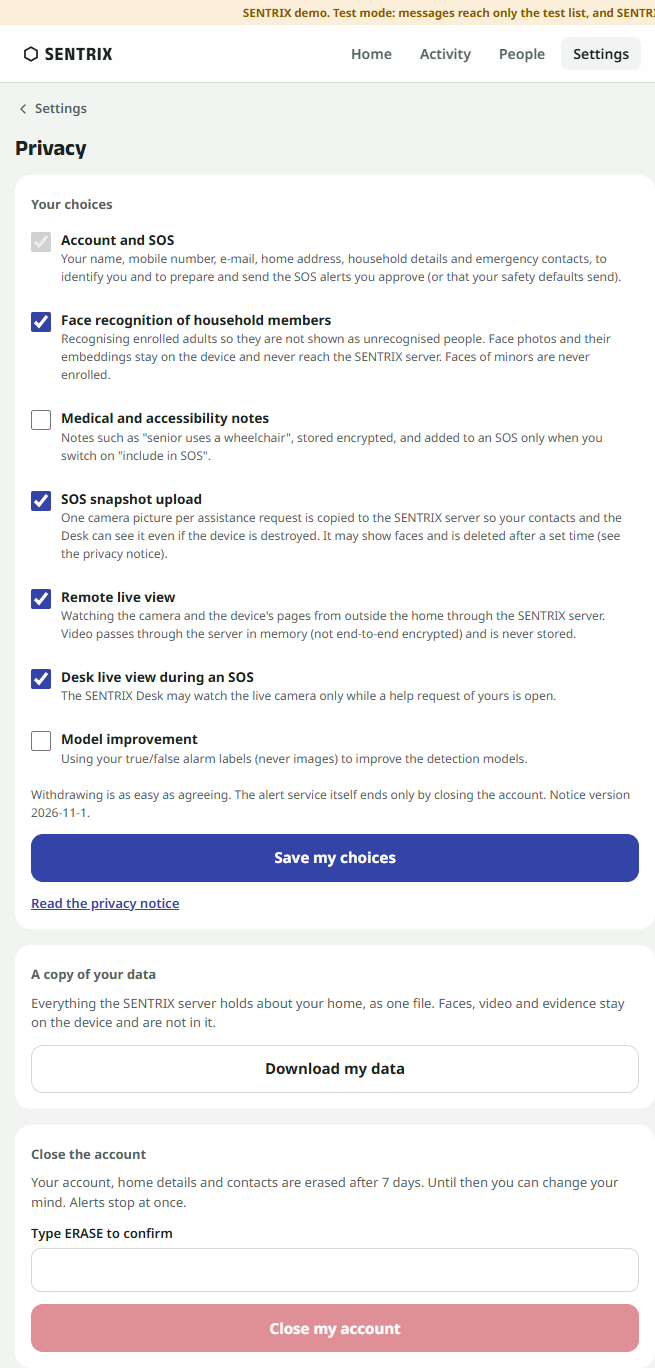 SENTRIX demo. Test mode: messages reach only the test list, and SENTRI
SENTRIX
Home Activity People Settings
Settings
Privacy
Your choices
Account and SOS
Your name, mobile number, e-mail, home address, household details and emergency contacts, to
identify you and to prepare and send the SOS alerts you approve (or that your safety defaults send).
Face recognition of household members
Recognising enrolled adults so they are not shown as unrecognised people. Face photos and their
embeddings stay on the device and never reach the SENTRIX server. Faces of minors are never
enrolled.
Medical and accessibility notes
Notes such as "senior uses a wheelchair", stored encrypted, and added to an SOS only when you
switch on "include in SOS".
SOS snapshot upload
One camera picture per assistance request is copied to the SENTRIX server so your contacts and the
Desk can see it even if the device is destroyed. It may show faces and is deleted after a set time (see
the privacy notice).
Remote live view
Watching the camera and the device's pages from outside the home through the SENTRIX server.
Video passes through the server in memory (not end-to-end encrypted) and is never stored.
Desk live view during an SOS
The SENTRIX Desk may watch the live camera only while a help request of yours is open.
Model improvement
Using your true/false alarm labels (never images) to improve the detection models.
Withdrawing is as easy as agreeing. The alert service itself ends only by closing the account. Notice version
2026-11-1.
Save my choices
Read the privacy notice
A copy of your data
Everything the SENTRIX server holds about your home, as one file. Faces, video and evidence stay
on the device and are not in it.
Download my data
Close the account
Your account, home details and contacts are erased after 7 days. Until then you can change your
mind. Alerts stop at once.
Type ERASE to confirm
Close my account